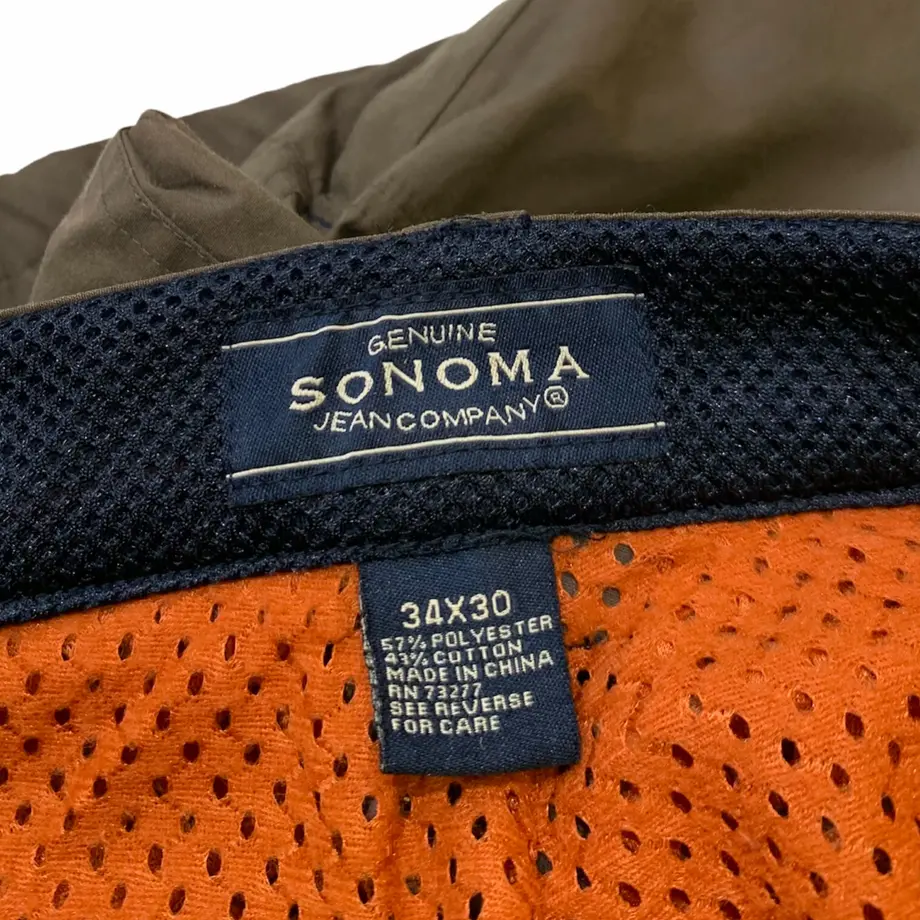 GENUINE
SONOMA
JEAN COMPANY®
34X30
57% POLYESTER
43% COTTON
MADE IN CHINA
RN 73277
SEE REVERSE
FOR CARE